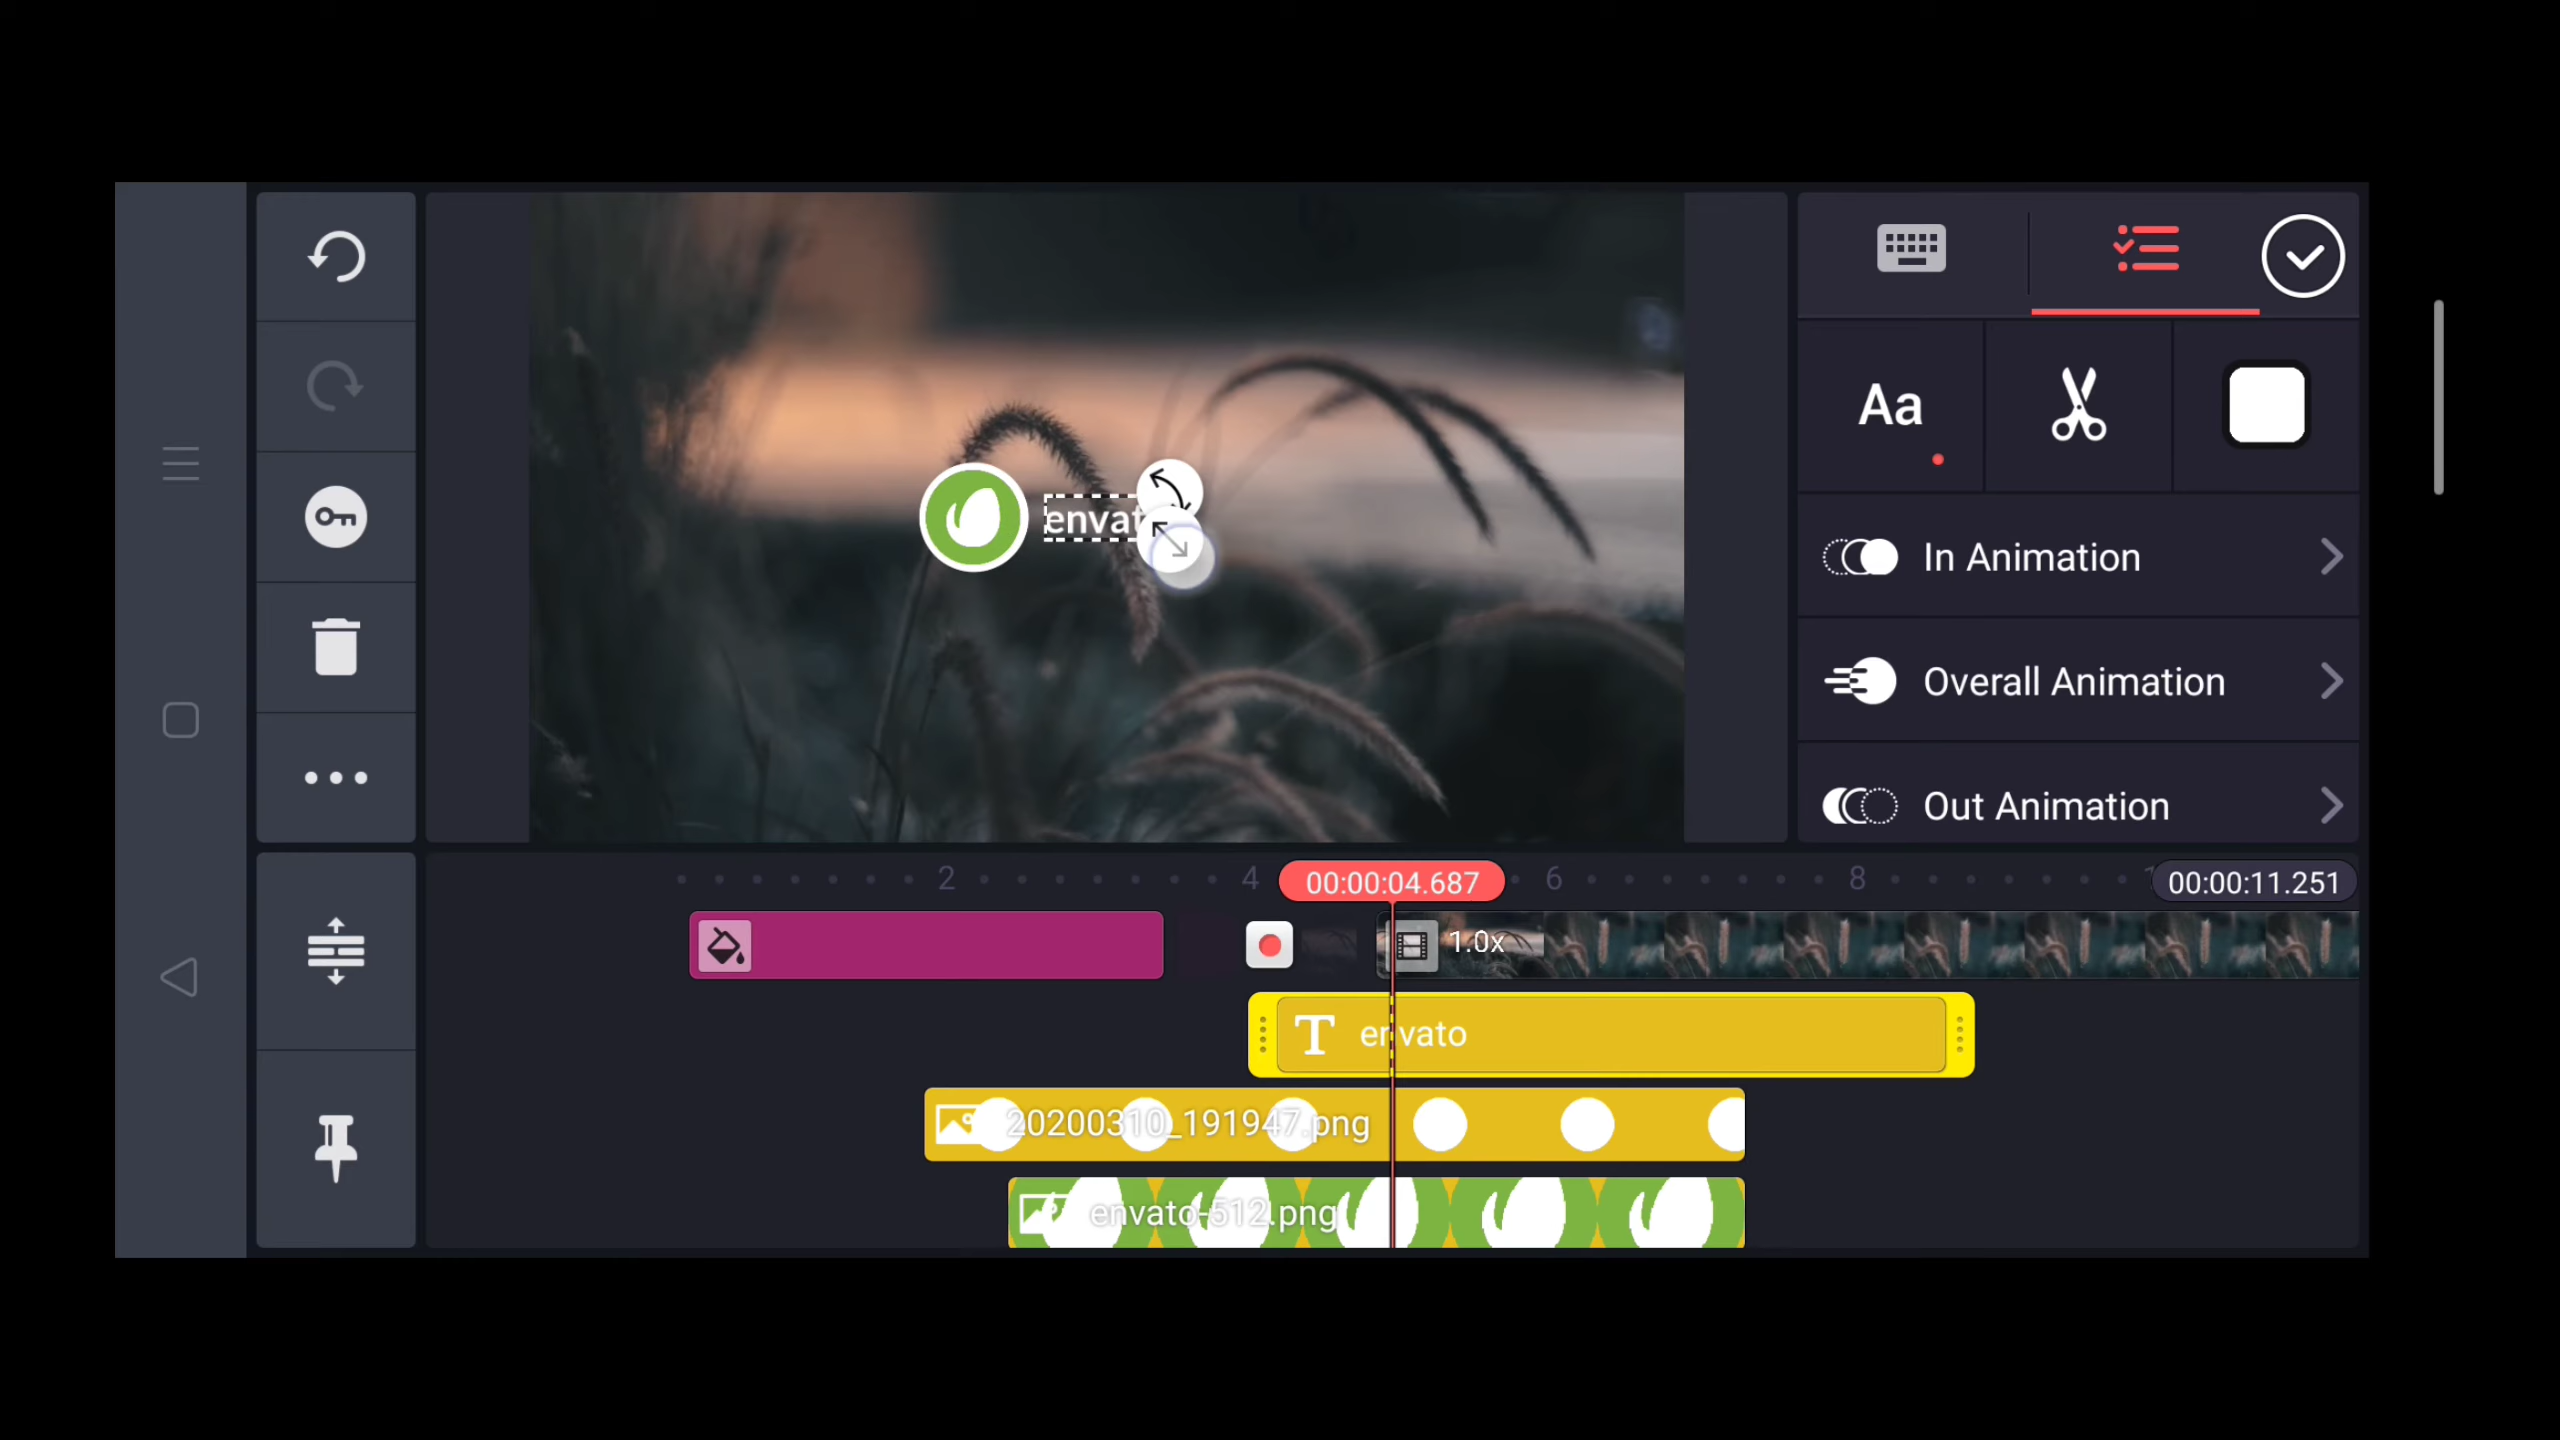 envat
Aa
In Animation
Overall Animation
Out Animation
2
4
00:00:04.687
6
8
00:00:11.251
1.0x
T envato
20200310_191947.png
envato-512.png